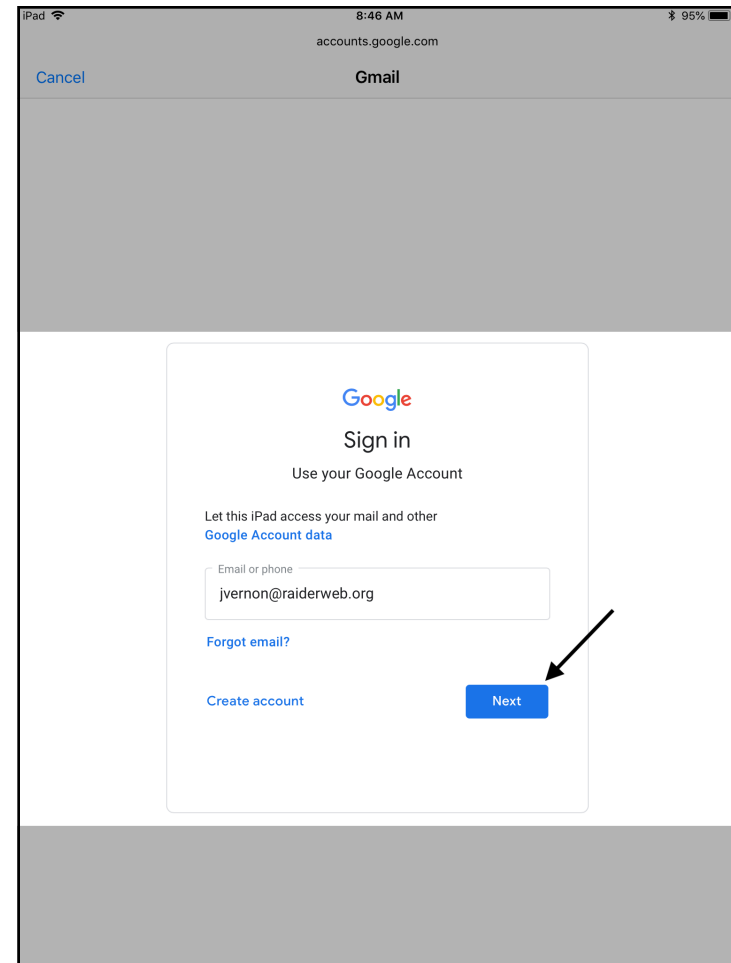 iPad 8:46 AM 95%
accounts.google.com
Cancel Gmail
Google
Sign in
Use your Google Account
Let this iPad access your mail and other
Google Account data
Email or phone
jvernon@raiderweb.org
Forgot email?
Create account Next